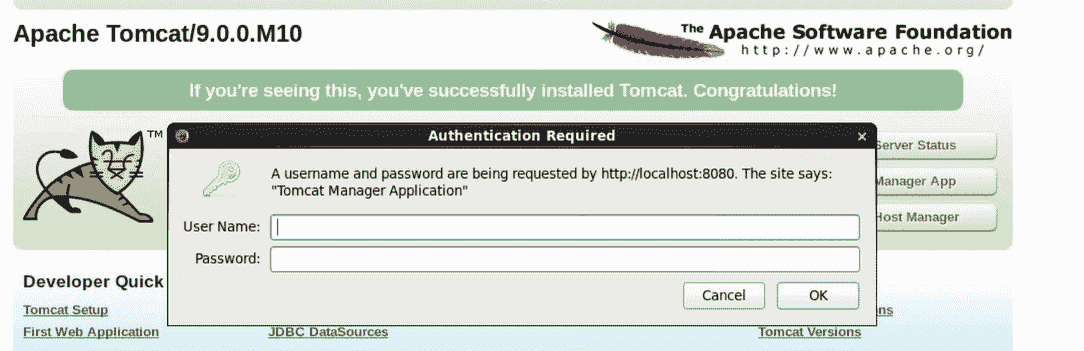 Apache Tomcat/9.0.0.M10
The Apache Software Foundation
http://www.apache.org/
If you're seeing this, you've successfully installed Tomcat. Congratulations!
TM
Authentication Required
A username and password are being requested by http://localhost:8080. The site says:
"Tomcat Manager Application"
User Name:
Password:
Cancel OK
Server Status
Manager App
Host Manager
Developer Quick
Tomcat Setup
First Web Application
JDBC DataSources
ns
Tomcat Versions